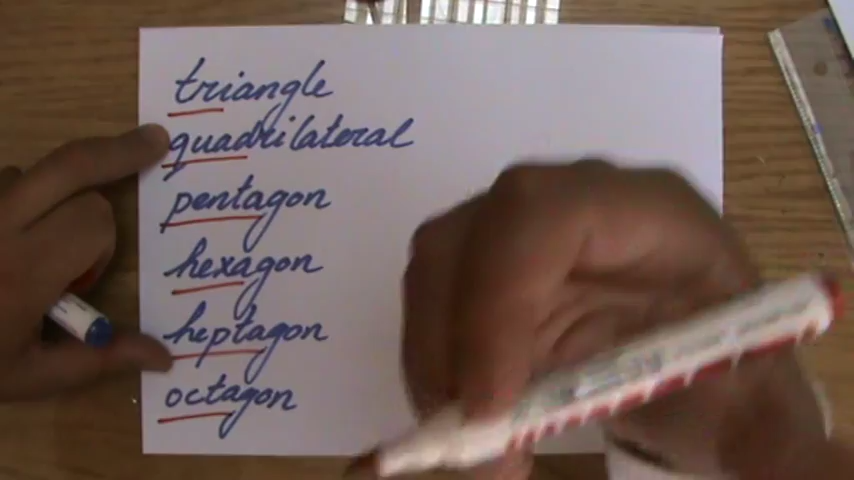 triangle
quadrilateral
pentagon
hexagon
heptagon
octagon